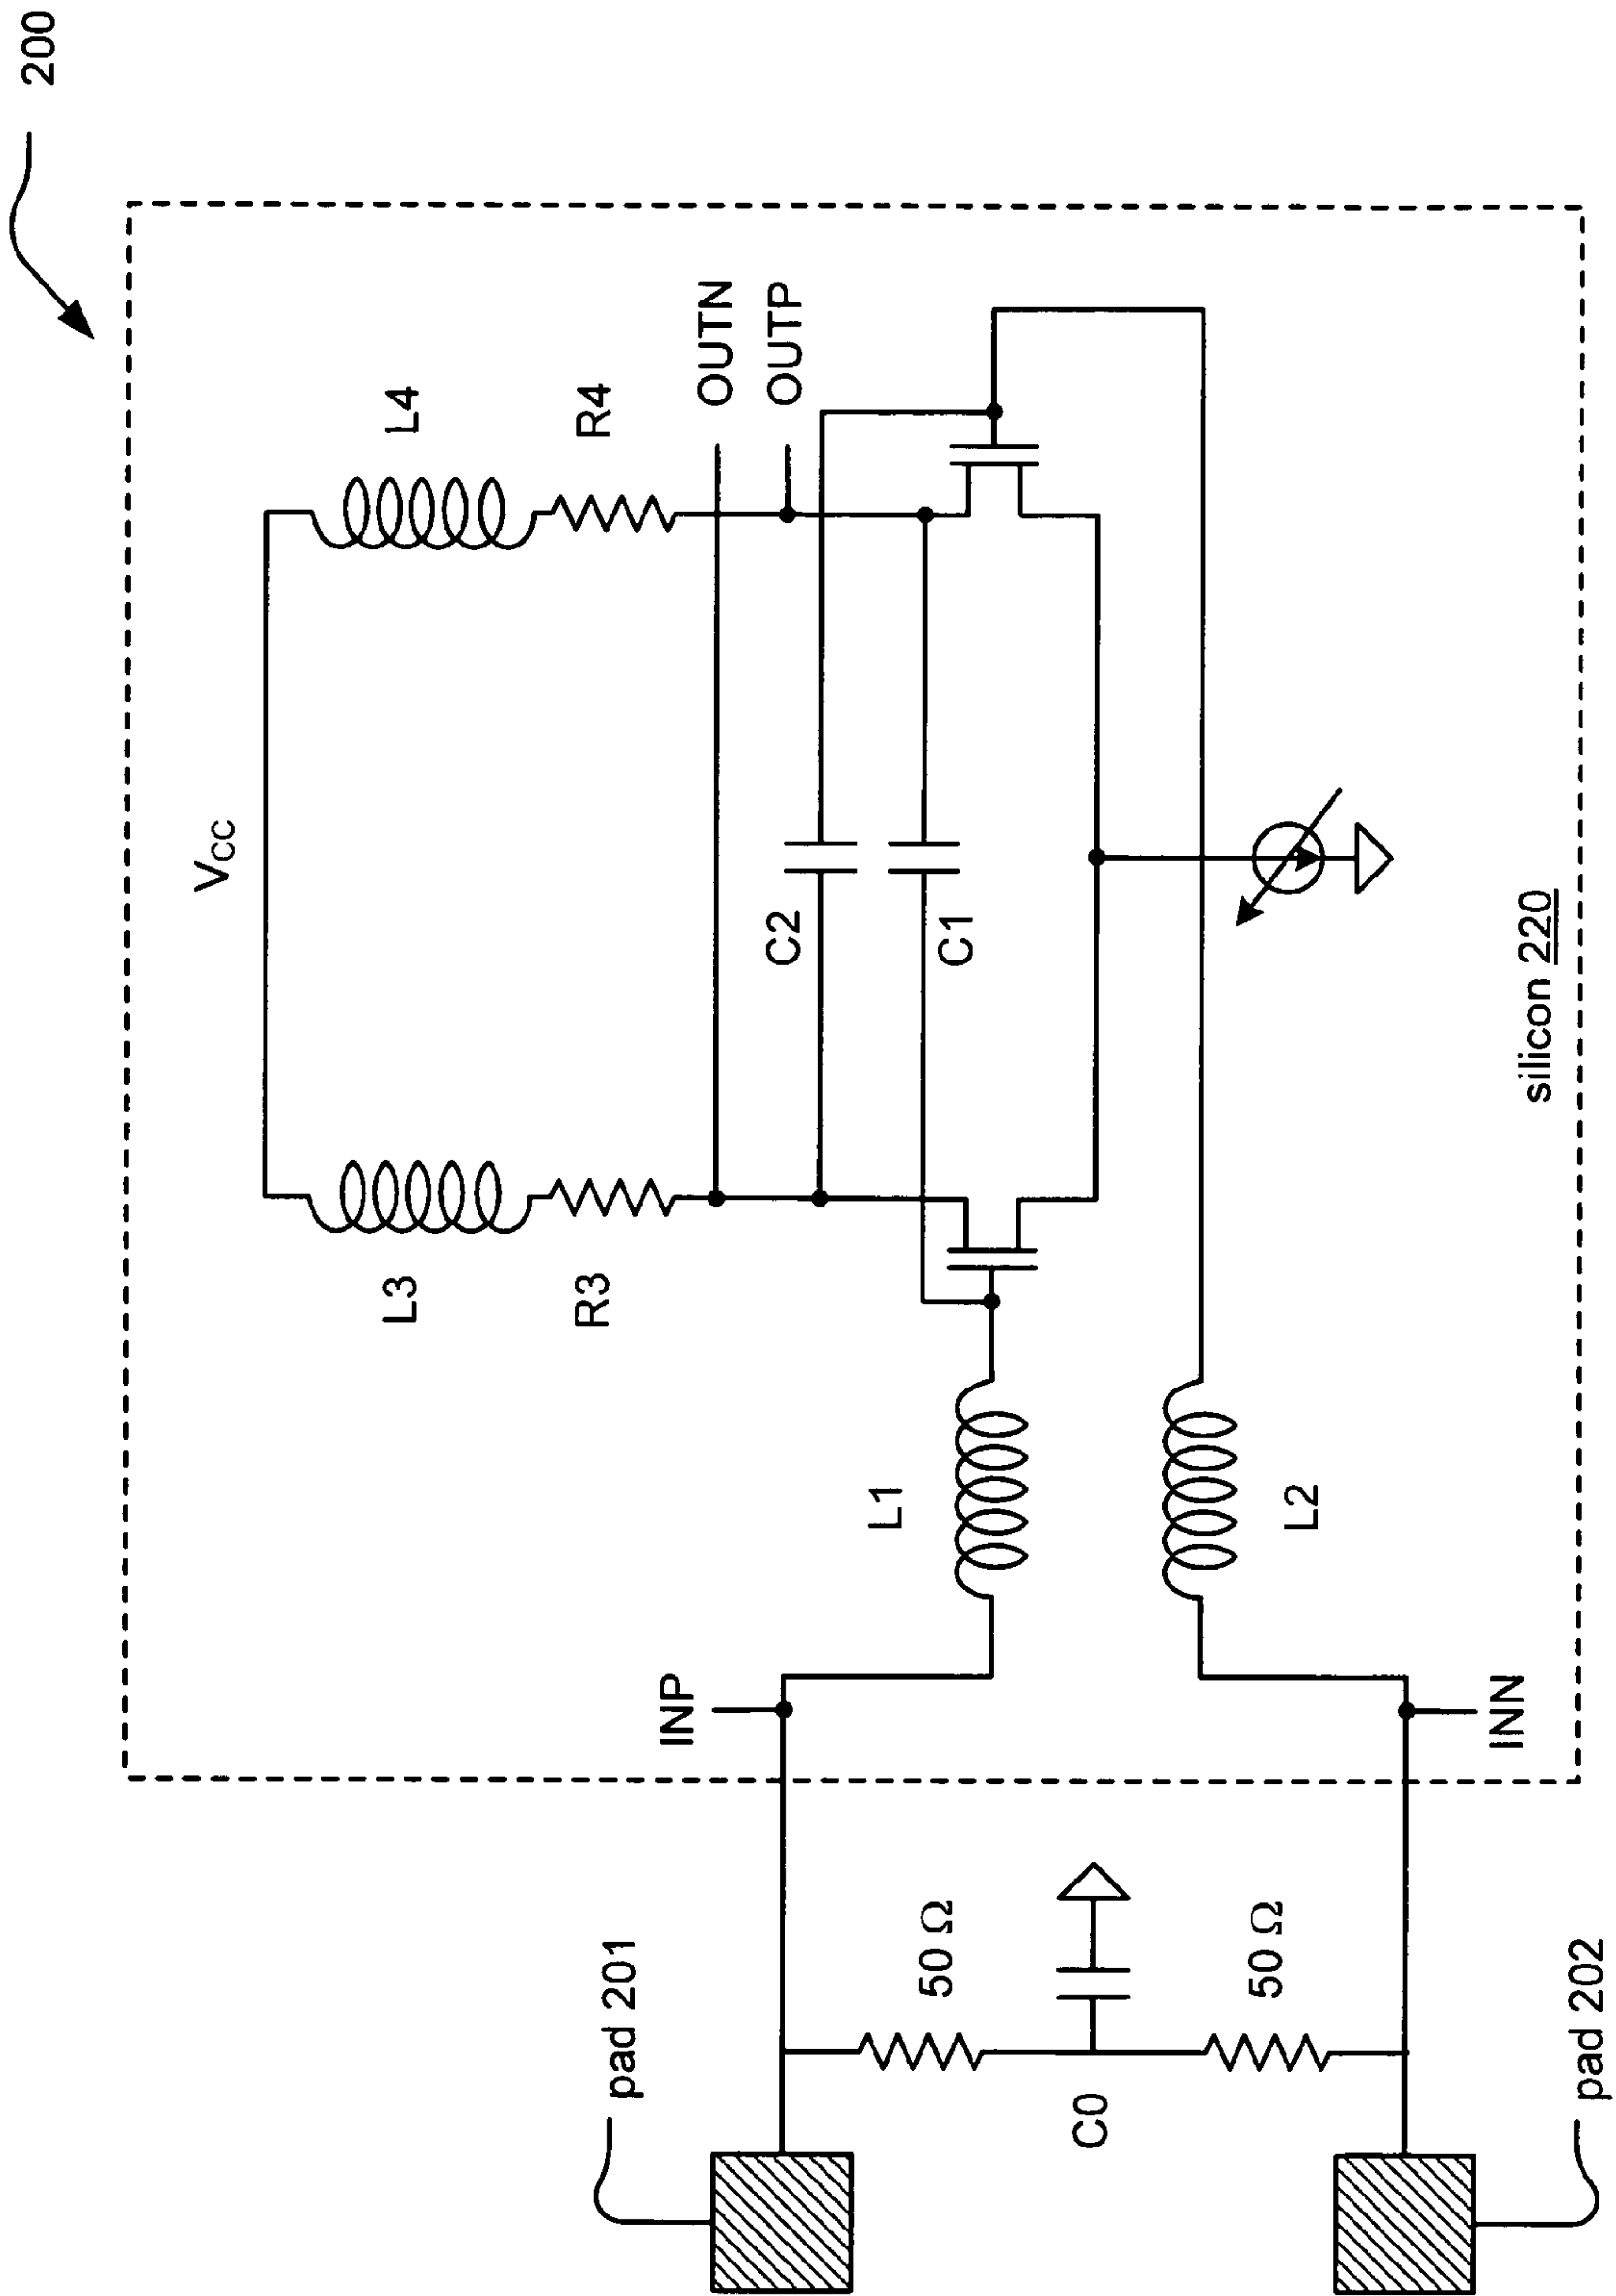 200
V_CC
L3
L4
R3
R4
OUTN
OUTP
C2
C1
L1
L2
INP
INN
pad 201
50 Ω
C0
50 Ω
pad 202
silicon 220